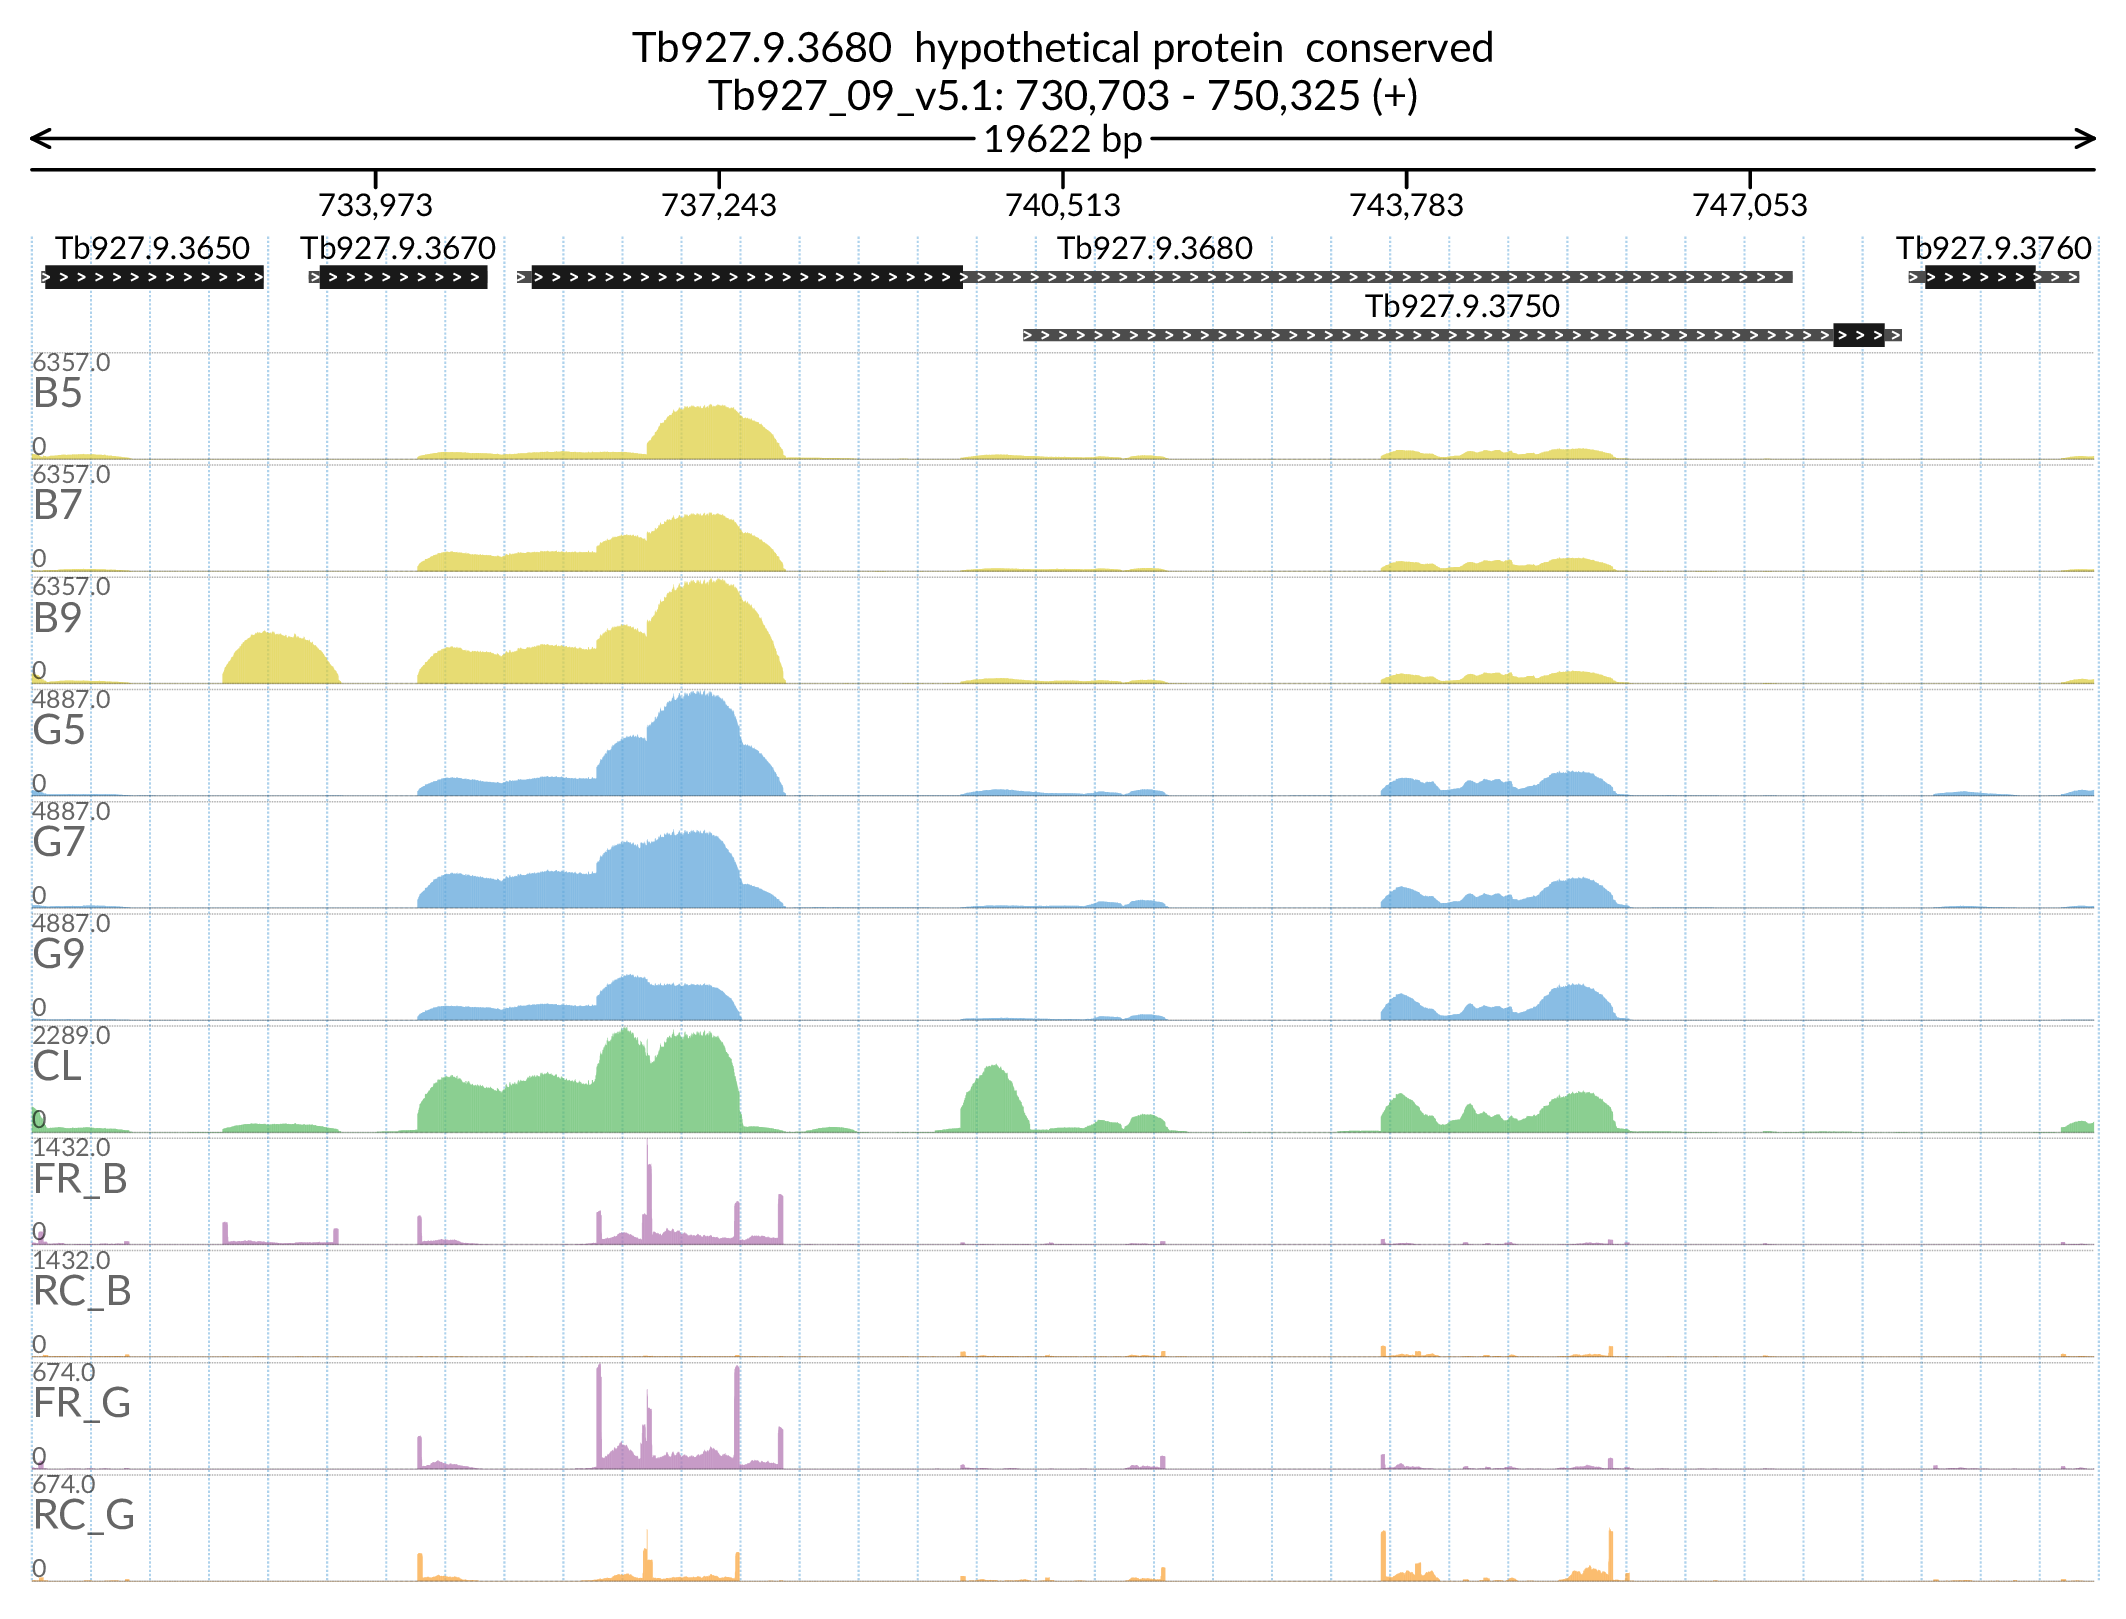 Tb927.9.3680 hypothetical protein conserved
Tb927_09_v5.1: 730,703 - 750,325 (+)
19622 bp
733,973 737,243 740,513 743,783 747,053
Tb927.9.3650 Tb927.9.3670 Tb927.9.3680 Tb927.9.3760
Tb927.9.3750
6357.0
B5
0
6357.0
B7
0
6357.0
B9
0
4887.0
G5
0
4887.0
G7
0
4887.0
G9
0
2289.0
CL
0
1432.0
FR_B
0
1432.0
RC_B
0
674.0
FR_G
0
674.0
RC_G
0